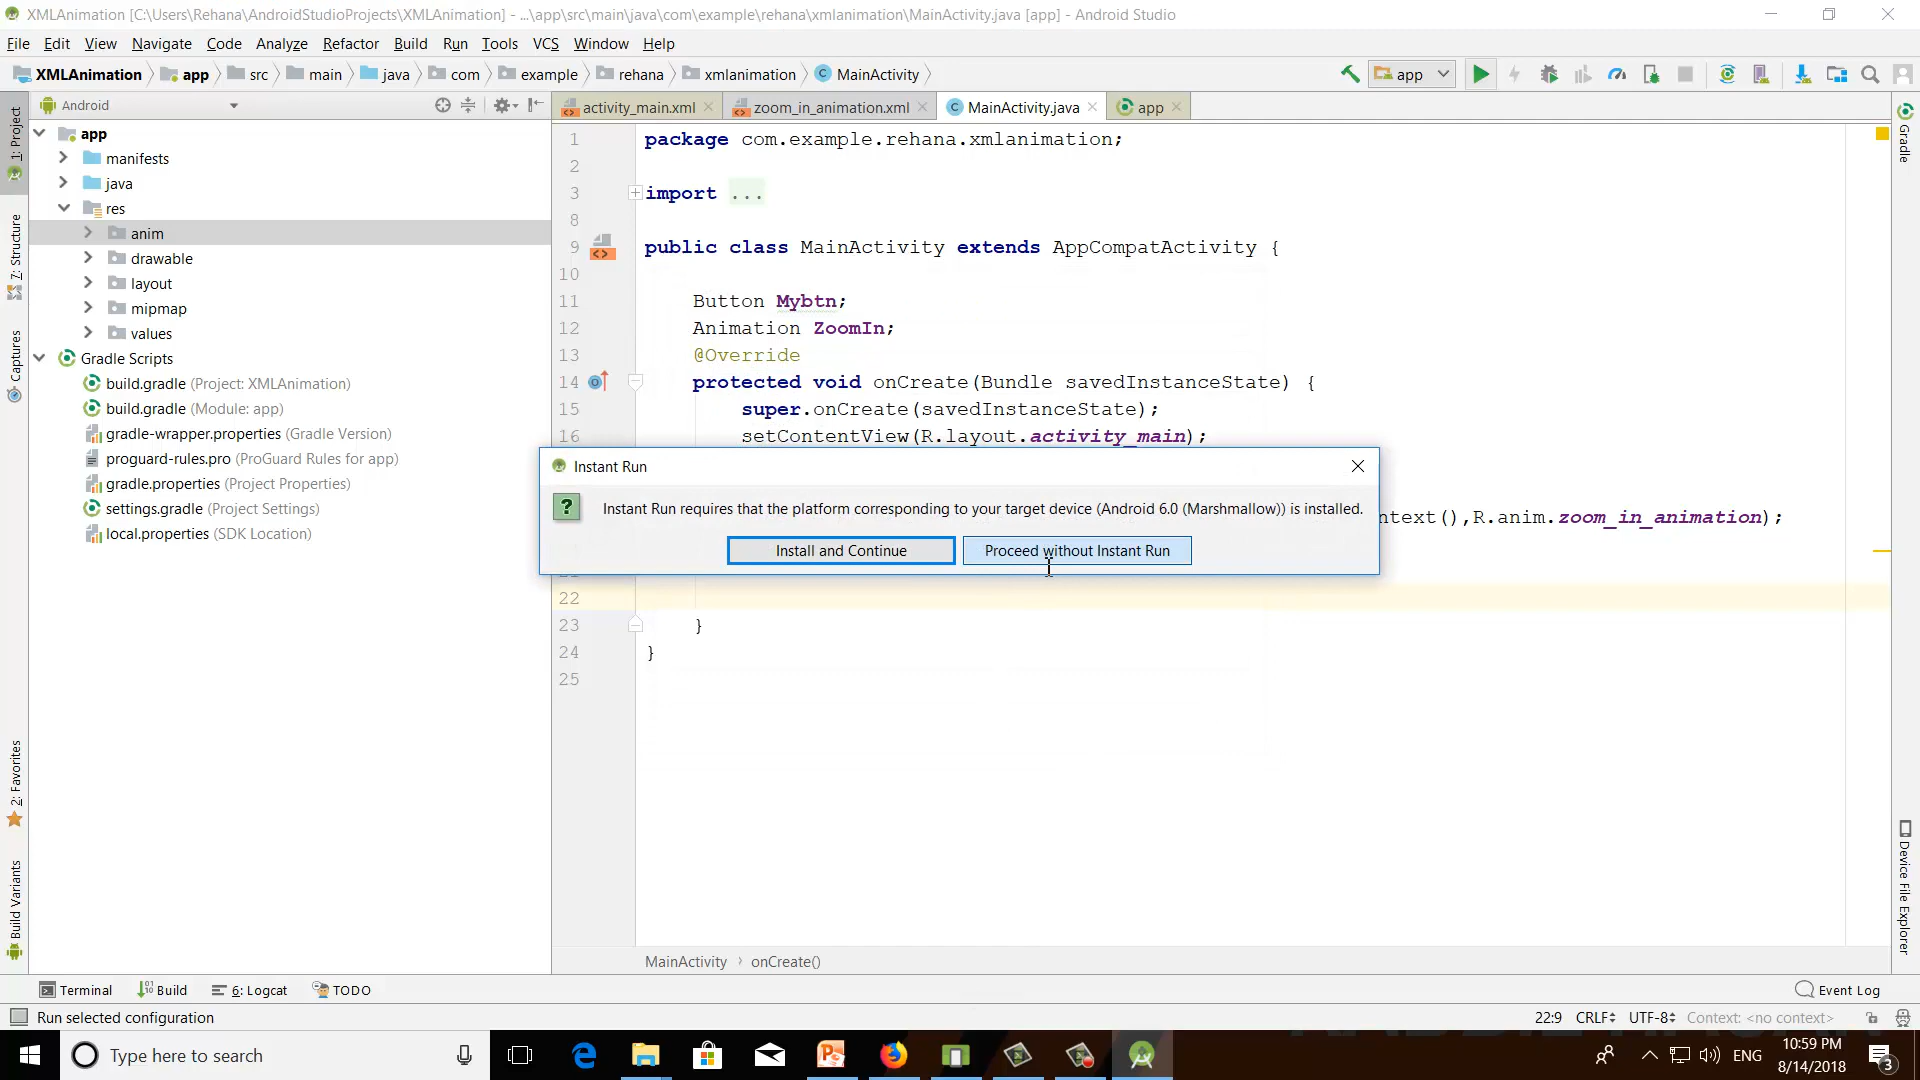 XMLAnimation [C:\Users\Rehana\AndroidStudioProjects\XMLAnimation] - ...\app\src\main\java\com\example\rehana\xmlanimation\MainActivity.java [app] - Android Studio
File Edit View Navigate Code Analyze Refactor Build Run Tools VCS Window Help
XMLAnimation app src main java com example rehana xmlanimation MainActivity app
Android
activity_main.xml zoom_in_animation.xml MainActivity.java app
1: Project
7: Structure
Captures
2: Favorites
Build Variants
app
manifests
java
res
anim
drawable
layout
mipmap
values
Gradle Scripts
build.gradle (Project: XMLAnimation)
build.gradle (Module: app)
gradle-wrapper.properties (Gradle Version)
proguard-rules.pro (ProGuard Rules for app)
gradle.properties (Project Properties)
settings.gradle (Project Settings)
local.properties (SDK Location)
1 package com.example.rehana.xmlanimation;
2
3 import ...
8
9 public class MainActivity extends AppCompatActivity {
10
11 Button Mybtn;
12 Animation ZoomIn;
13 @Override
14 protected void onCreate(Bundle savedInstanceState) {
15 super.onCreate(savedInstanceState);
16 setContentView(R.layout.activity_main);
Instant Run
Instant Run requires that the platform corresponding to your target device (Android 6.0 (Marshmallow)) is installed.
ntext(),R.anim.zoom_in_animation);
Install and Continue Proceed without Instant Run
22
23 }
24 }
25
Gradle
Device File Explorer
MainActivity onCreate()
Terminal Build 6: Logcat TODO Event Log
Run selected configuration 22:9 CRLF UTF-8 Context: <no context>
Type here to search ENG 10:59 PM
8/14/2018
3